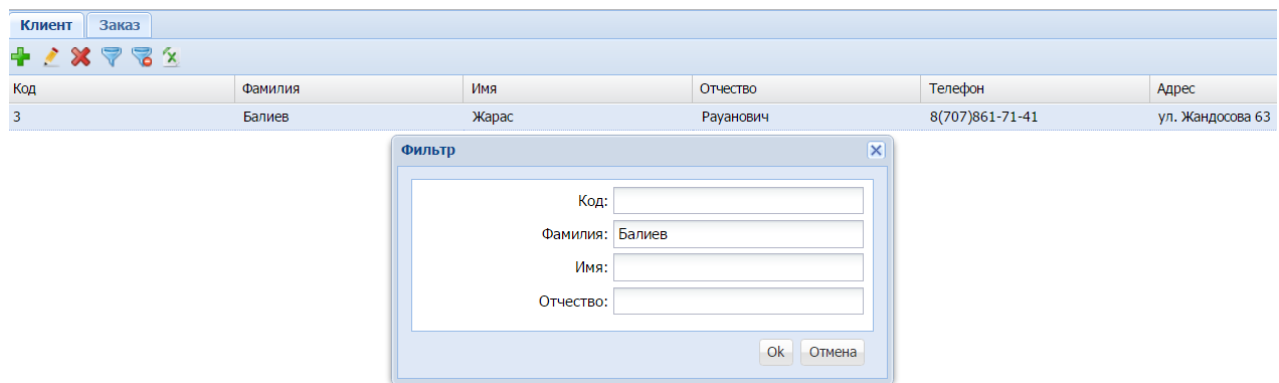 Клиент Заказ
Код Фамилия Имя Отчество Телефон Адрес
3 Балиев Жарас Рауанович 8(707)861-71-41 ул. Жандосова 63
Фильтр
Код:
Фамилия: Балиев
Имя:
Отчество:
Ok Отмена